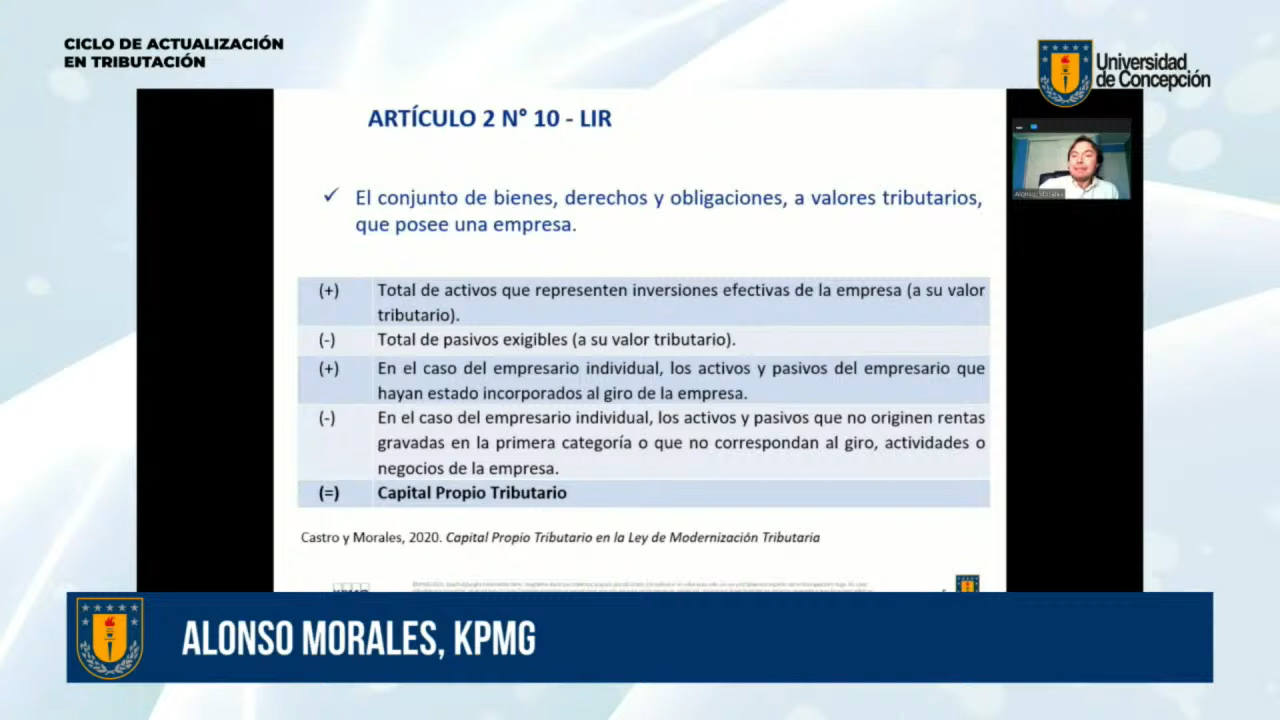 CICLO DE ACTUALIZACIÓN
EN TRIBUTACIÓN
Universidad
de Concepción
ARTÍCULO 2 N° 10 - LIR
Alonso Morales
✓ El conjunto de bienes, derechos y obligaciones, a valores tributarios,
que posee una empresa.
(+) Total de activos que representen inversiones efectivas de la empresa (a su valor
tributario).
(-) Total de pasivos exigibles (a su valor tributario).
(+) En el caso del empresario individual, los activos y pasivos del empresario que
hayan estado incorporados al giro de la empresa.
(-) En el caso del empresario individual, los activos y pasivos que no originen rentas
gravadas en la primera categoría o que no correspondan al giro, actividades o
negocios de la empresa.
(=) Capital Propio Tributario
Castro y Morales, 2020. Capital Propio Tributario en la Ley de Modernización Tributaria
ALONSO MORALES, KPMG